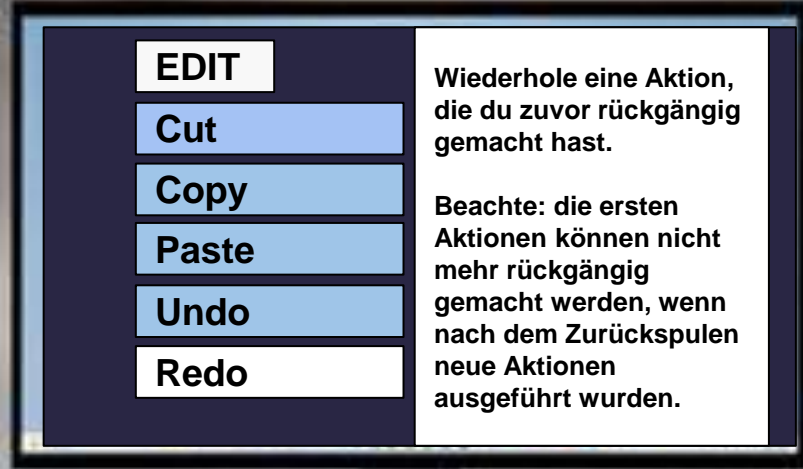 EDIT
Cut
Copy
Paste
Undo
Redo
Wiederhole eine Aktion,
die du zuvor rückgängig
gemacht hast.
Beachte: die ersten
Aktionen können nicht
mehr rückgängig
gemacht werden, wenn
nach dem Zurückspulen
neue Aktionen
ausgeführt wurden.